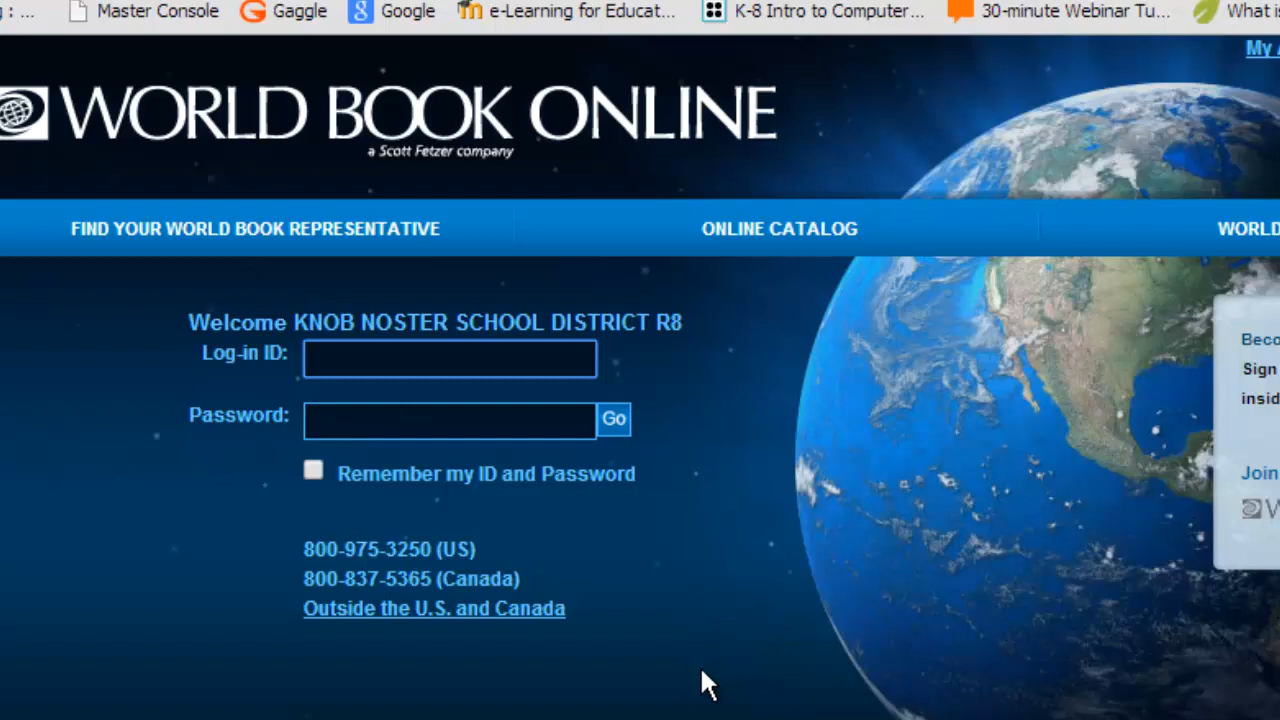 g : ... Master Console Gaggle Google e-Learning for Educat... K-8 Intro to Computer... 30-minute Webinar Tu... What is
My A
WORLD BOOK ONLINE
a Scott Fetzer company
FIND YOUR WORLD BOOK REPRESENTATIVE ONLINE CATALOG WORLD
Welcome KNOB NOSTER SCHOOL DISTRICT R8
Log-in ID:
Password: Go
Remember my ID and Password
800-975-3250 (US)
800-837-5365 (Canada)
Outside the U.S. and Canada
Beco
Sign
insid
Join
W